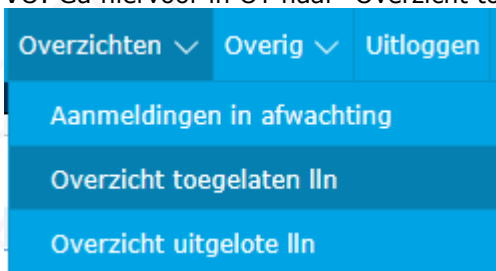 Overzichten Overig Uitloggen
Aanmeldingen in afwachting
Overzicht toegelaten lln
Overzicht uitgelote lln